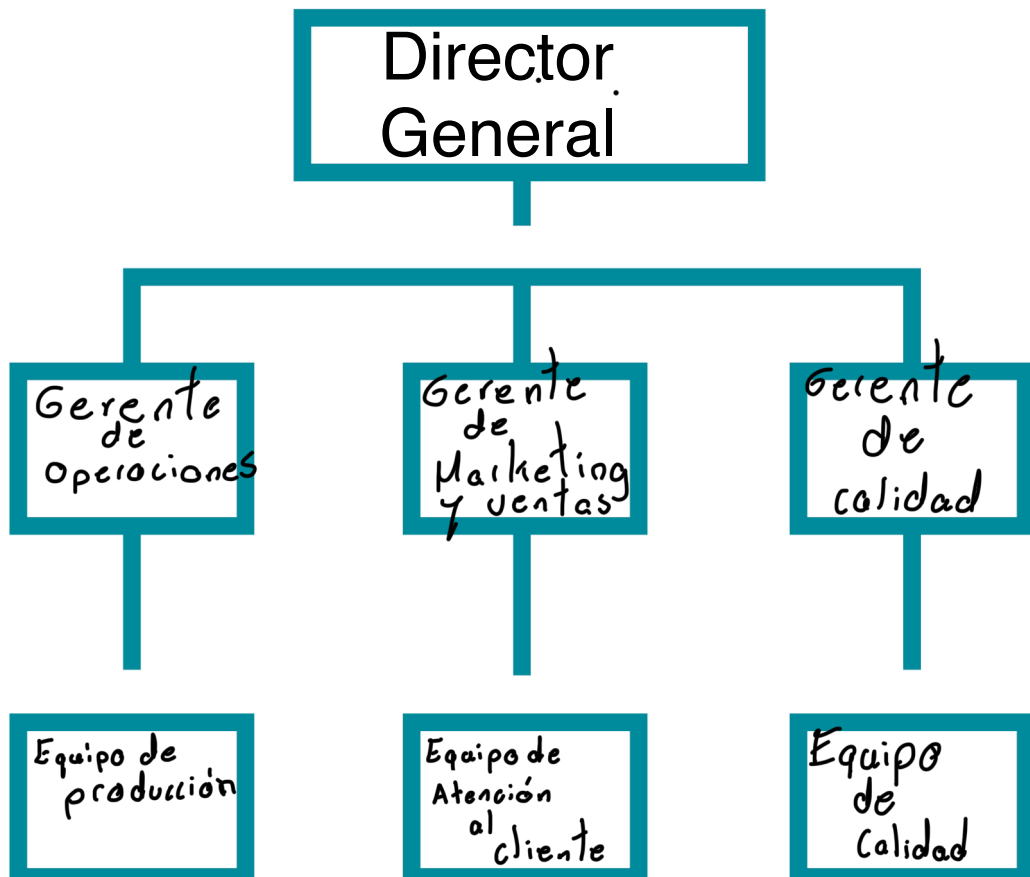 Director
General
Gerente
de
Operaciones
Gerente
de
Marketing
y ventas
Gerente
de
calidad
Equipo de
producción
Equipo de
Atención
al
cliente
Equipo
de
Calidad